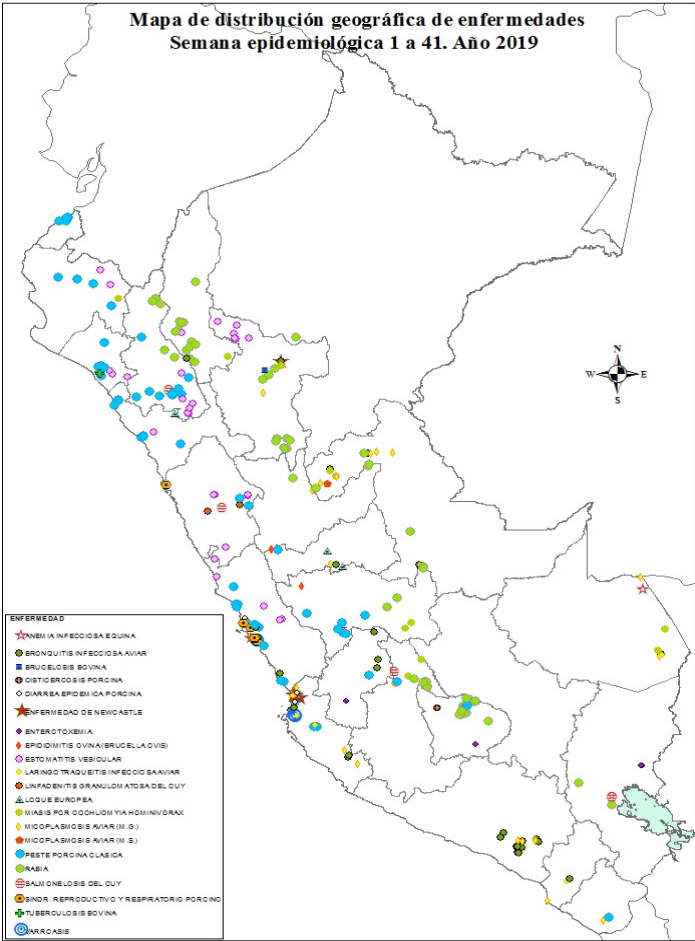 Mapa de distribución geográfica de enfermedades
Semana epidemiológica 1 a 41. Año 2019
N
W E
S
ENFERMEDAD
ANEMIA INFECCIOSA EQUINA
BRONQUITIS INFECCIOSA AVIAR
BRUCELOSIS BOVINA
CISTICERCOSIS PORCINA
DIARREA EPIDEMICA PORCINA
ENFERMEDAD DE NEWCASTLE
ENTEROTOXEMIA
EPIDIDIMITIS OVINA (BRUCELLA OVIS)
ESTOMATITIS VESICULAR
LARINGOTRAQUEITIS INFECCIOSA AVIAR
LINFADENITIS GRANULOMATOSA DEL CUY
LOQUE EUROPEA
MIASIS POR COCHLIOMYIA HOMINIVORAX
MICOPLASMOSIS AVIAR (M.G.)
MICOPLASMOSIS AVIAR (M.S.)
PESTE PORCINA CLASICA
RABIA
SALMONELOSIS DEL CUY
SINDR. REPRODUCTIVO Y RESPIRATORIO PORCINO
TUBERCULOSIS BOVINA
VARROASIS